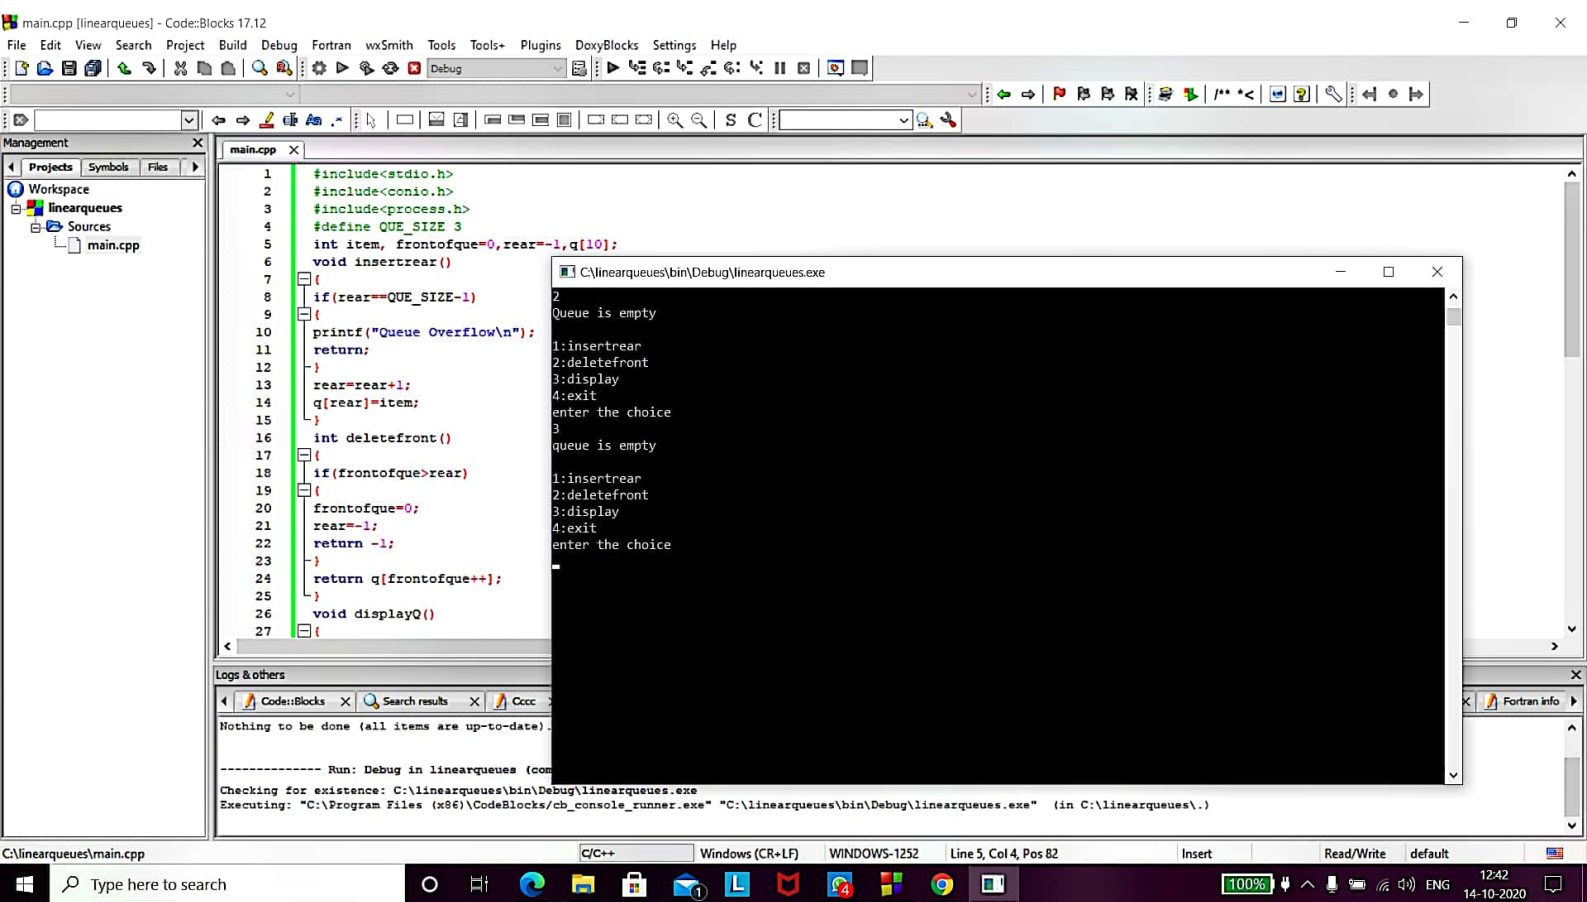 main.cpp [linearqueues] - Code::Blocks 17.12
File Edit View Search Project Build Debug Fortran wxSmith Tools Tools+ Plugins DoxyBlocks Settings Help
Debug
/** *<
S C
Management
main.cpp
Projects Symbols Files
Workspace
linearqueues
Sources
main.cpp
1 #include<stdio.h>
2 #include<conio.h>
3 #include<process.h>
4 #define QUE_SIZE 3
5 int item, frontofque=0,rear=-1,q[10];
6 void insertrear()
7 {
8 if(rear==QUE_SIZE-1)
9 {
10 printf("Queue Overflow\n");
11 return;
12 }
13 rear=rear+1;
14 q[rear]=item;
15 }
16 int deletefront()
17 {
18 if(frontofque>rear)
19 {
20 frontofque=0;
21 rear=-1;
22 return -1;
23 }
24 return q[frontofque++];
25 }
26 void displayQ()
27 {
C:\linearqueues\bin\Debug\linearqueues.exe
2
Queue is empty
1:insertrear
2:deletefront
3:display
4:exit
enter the choice
3
queue is empty
1:insertrear
2:deletefront
3:display
4:exit
enter the choice
Logs & others
Code::Blocks Search results Cccc Fortran info
Nothing to be done (all items are up-to-date).
-------------- Run: Debug in linearqueues (com
Checking for existence: C:\linearqueues\bin\Debug\linearqueues.exe
Executing: "C:\Program Files (x86)\CodeBlocks/cb_console_runner.exe" "C:\linearqueues\bin\Debug\linearqueues.exe" (in C:\linearqueues\.)
C:\linearqueues\main.cpp C/C++ Windows (CR+LF) WINDOWS-1252 Line 5, Col 4, Pos 82 Insert Read/Write default
Type here to search
1
L
4
100%
ENG
12:42
14-10-2020